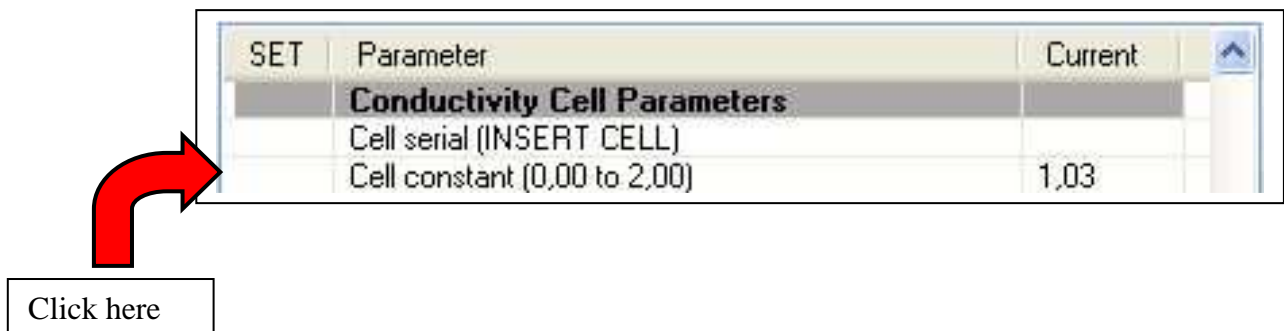 SET Parameter Current
Conductivity Cell Parameters
Cell serial (INSERT CELL)
Cell constant (0,00 to 2,00) 1,03
Click here